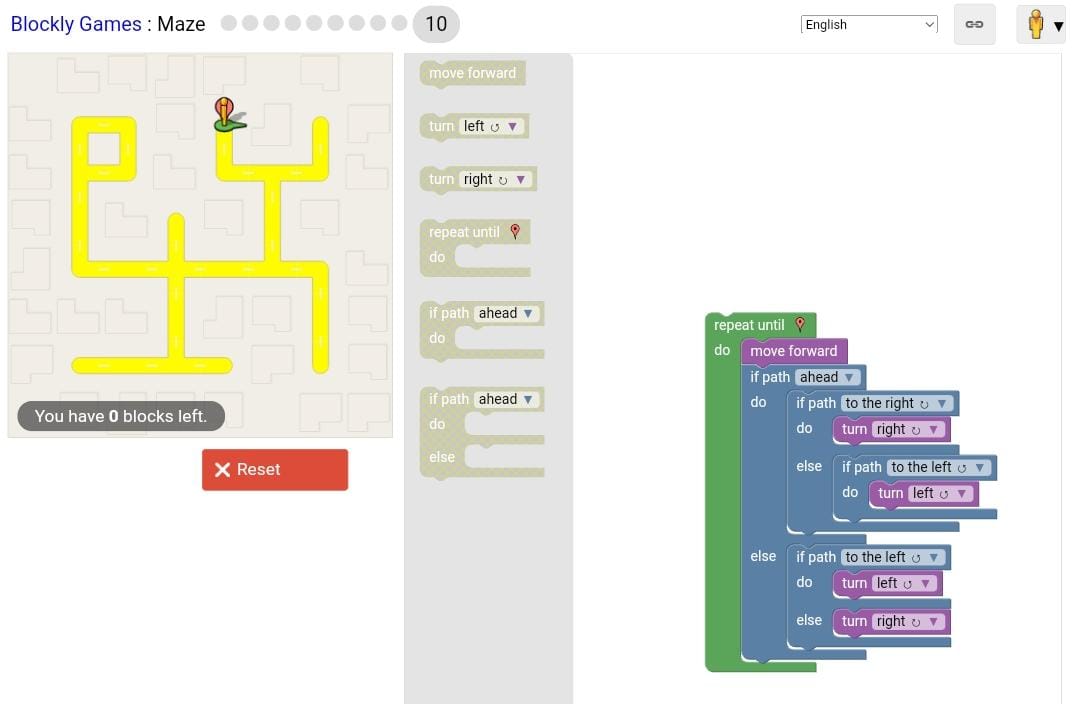 Blockly Games : Maze 10 English
move forward
turn left ↺ ▼
turn right ↻ ▼
repeat until
do
if path ahead ▼
do
if path ahead ▼
do
else
You have 0 blocks left.
Reset
repeat until
do move forward
if path ahead ▼
do if path to the right ↻ ▼
do turn right ↻ ▼
else if path to the left ↺ ▼
do turn left ↺ ▼
else if path to the left ↺ ▼
do turn left ↺ ▼
else turn right ↻ ▼